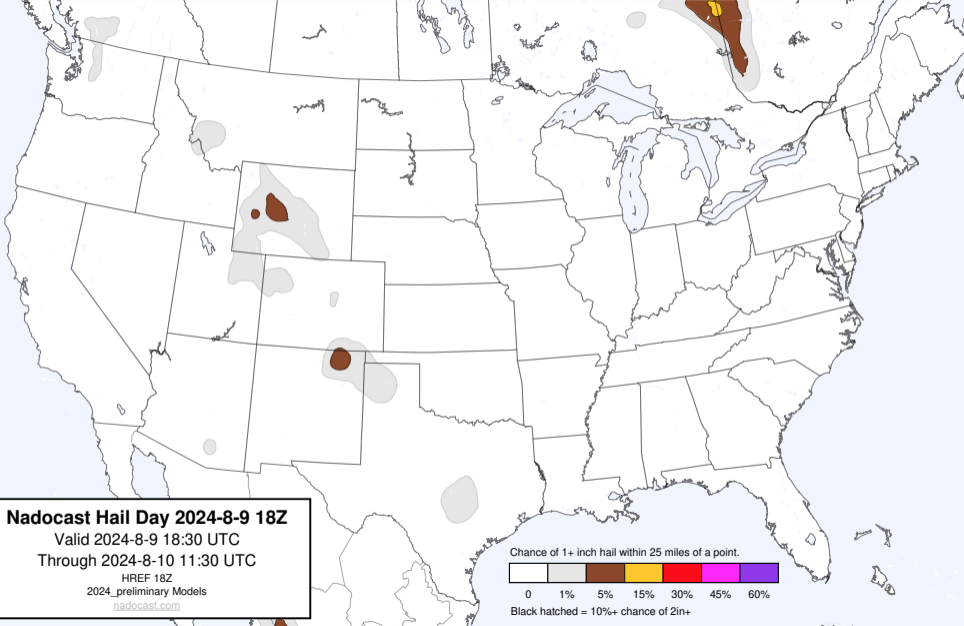 Nadocast Hail Day 2024-8-9 18Z
Valid 2024-8-9 18:30 UTC
Through 2024-8-10 11:30 UTC
HREF 18Z
2024_preliminary Models
nadocast.com
Chance of 1+ inch hail within 25 miles of a point.
0 1% 5% 15% 30% 45% 60%
Black hatched = 10%+ chance of 2in+